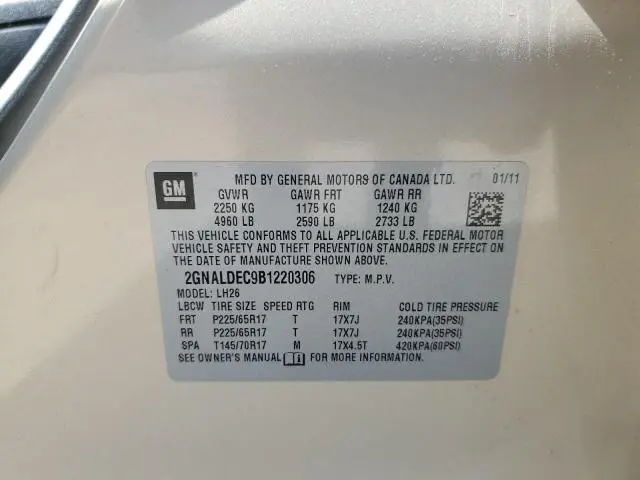 GM
MFD BY GENERAL MOTORS OF CANADA LTD. 01/11
GVWR GAWR FRT GAWR RR
2250 KG 1175 KG 1240 KG
4960 LB 2590 LB 2733 LB
THIS VEHICLE CONFORMS TO ALL APPLICABLE U.S. FEDERAL MOTOR
VEHICLE SAFETY AND THEFT PREVENTION STANDARDS IN EFFECT ON
THE DATE OF MANUFACTURE SHOWN ABOVE.
2GNALDEC9B1220306 TYPE: M.P.V.
MODEL: LH26
LBCW TIRE SIZE SPEED RTG RIM COLD TIRE PRESSURE
FRT P225/65R17 T 17X7J 240KPA(35PSI)
RR P225/65R17 T 17X7J 240KPA(35PSI)
SPA T145/70R17 M 17X4.5T 420KPA(60PSI)
SEE OWNER'S MANUAL FOR MORE INFORMATION